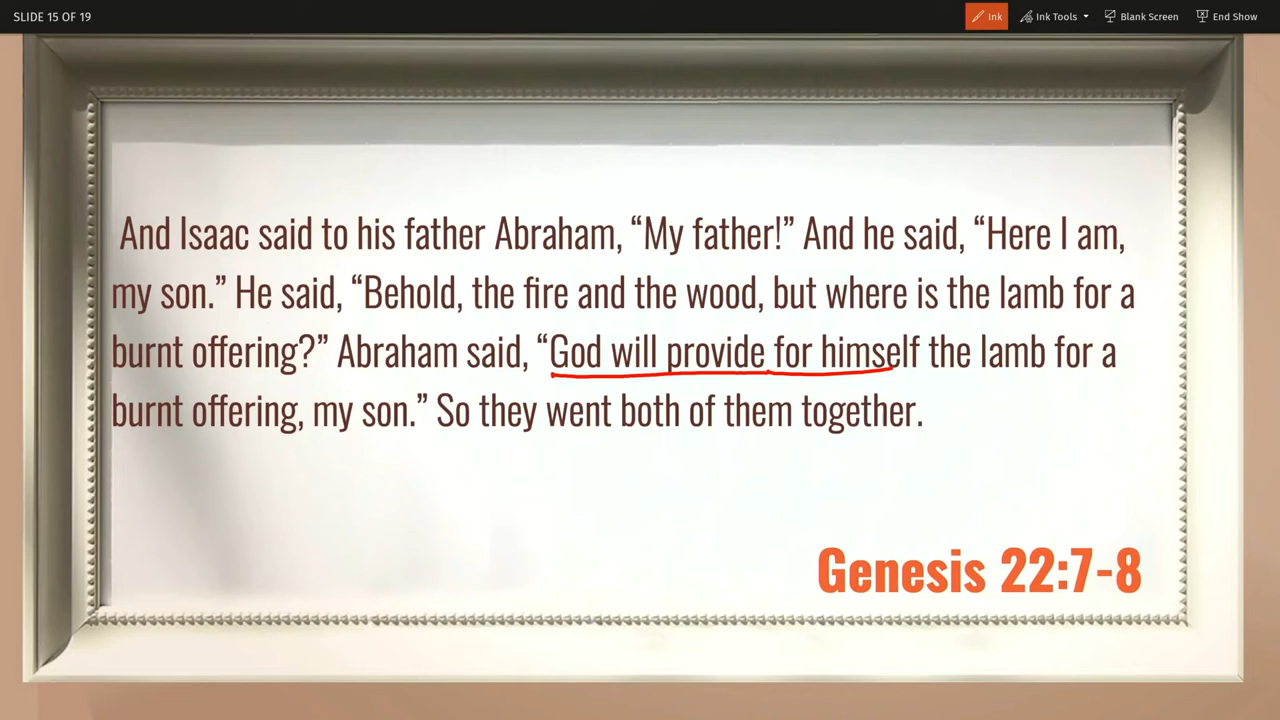 SLIDE 15 OF 19
Ink
Ink Tools
Blank Screen
End Show
And Isaac said to his father Abraham, “My father!” And he said, “Here I am,
my son.” He said, “Behold, the fire and the wood, but where is the lamb for a
burnt offering?” Abraham said, “God will provide for himself the lamb for a
burnt offering, my son.” So they went both of them together.
Genesis 22:7-8